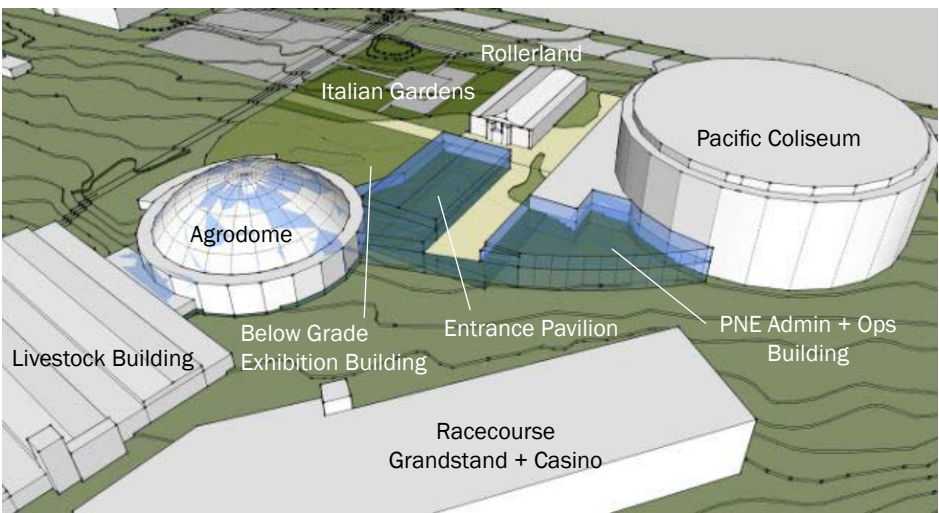 Rollerland
Italian Gardens
Pacific Coliseum
Agrodome
Below Grade
Exhibition Building
Entrance Pavilion
PNE Admin + Ops
Building
Livestock Building
Racecourse
Grandstand + Casino